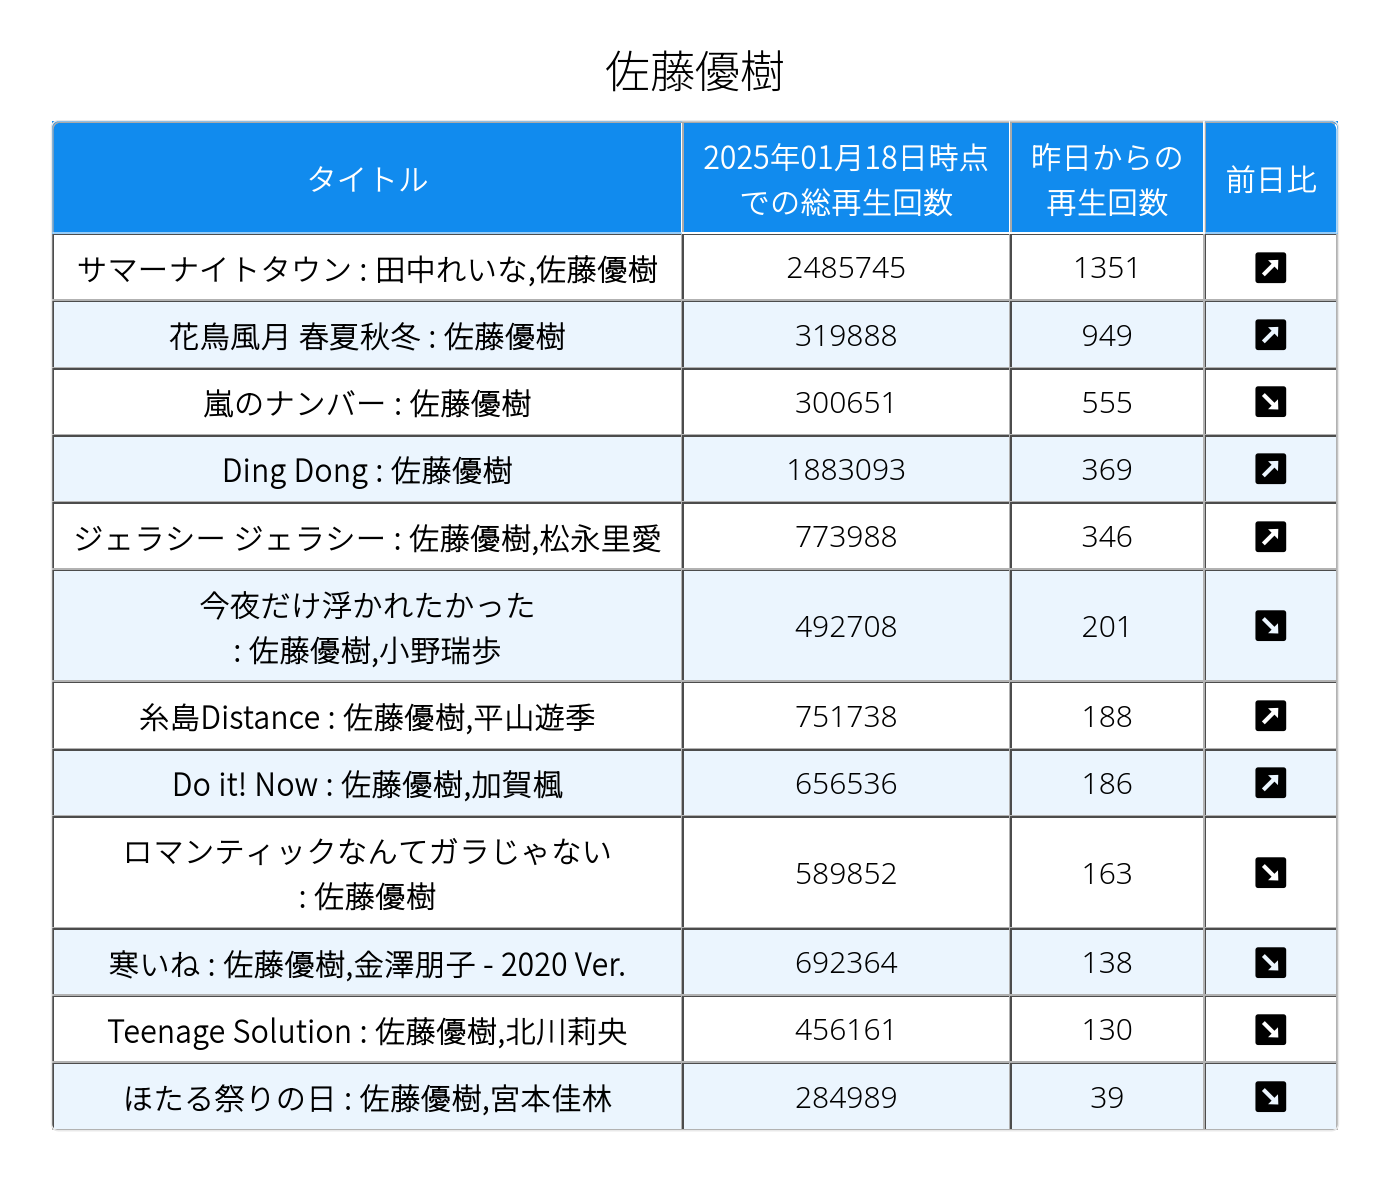 佐藤優樹
タイトル
2025年01月18日時点
での総再生回数
昨日からの
再生回数
前日比
サマーナイトタウン : 田中れいな,佐藤優樹 2485745 1351 ↗
花鳥風月 春夏秋冬 : 佐藤優樹 319888 949 ↗
嵐のナンバー : 佐藤優樹 300651 555 ↘
Ding Dong : 佐藤優樹 1883093 369 ↗
ジェラシー ジェラシー : 佐藤優樹,松永里愛 773988 346 ↗
今夜だけ浮かれたかった
: 佐藤優樹,小野瑞歩 492708 201 ↘
糸島Distance : 佐藤優樹,平山遊季 751738 188 ↗
Do it! Now : 佐藤優樹,加賀楓 656536 186 ↗
ロマンティックなんてガラじゃない
: 佐藤優樹 589852 163 ↘
寒いね : 佐藤優樹,金澤朋子 - 2020 Ver. 692364 138 ↘
Teenage Solution : 佐藤優樹,北川莉央 456161 130 ↘
ほたる祭りの日 : 佐藤優樹,宮本佳林 284989 39 ↘